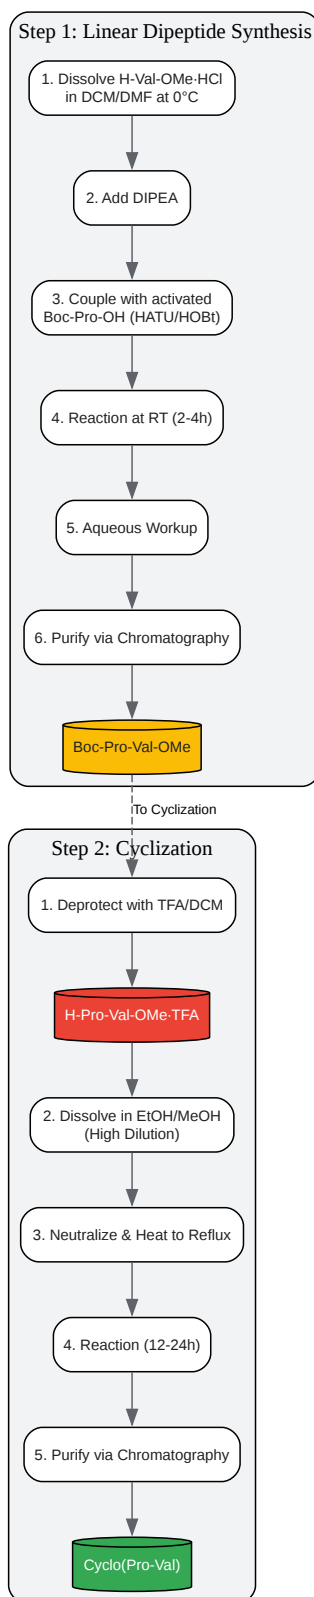 Step 1: Linear Dipeptide Synthesis
1. Dissolve H-Val-OMe·HCl
in DCM/DMF at 0°C
2. Add DIPEA
3. Couple with activated
Boc-Pro-OH (HATU/HOBt)
4. Reaction at RT (2-4h)
5. Aqueous Workup
6. Purify via Chromatography
Boc-Pro-Val-OMe
To Cyclization
Step 2: Cyclization
1. Deprotect with TFA/DCM
H-Pro-Val-OMe·TFA
2. Dissolve in EtOH/MeOH
(High Dilution)
3. Neutralize & Heat to Reflux
4. Reaction (12-24h)
5. Purify via Chromatography
Cyclo(Pro-Val)